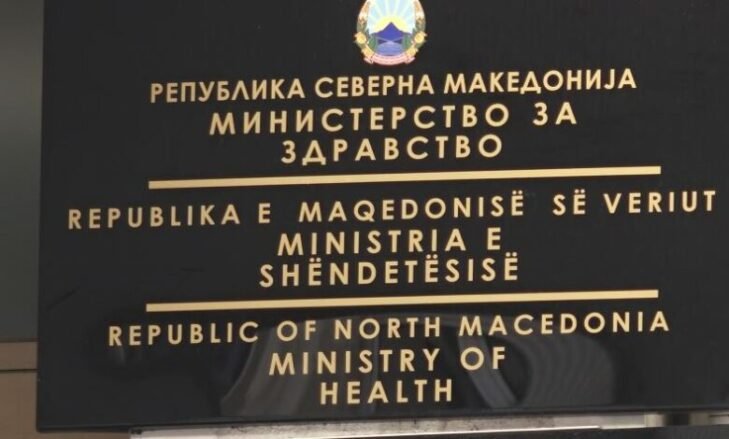 РЕПУБЛИКА СЕВЕРНА МАКЕДОНИЈА
МИНИСТЕРСТВО ЗА
ЗДРАВСТВО
REPUBLIKA E MAQEDONISË SË VERIUT
MINISTRIA E
SHËNDETËSISË
REPUBLIC OF NORTH MACEDONIA
MINISTRY OF
HEALTH